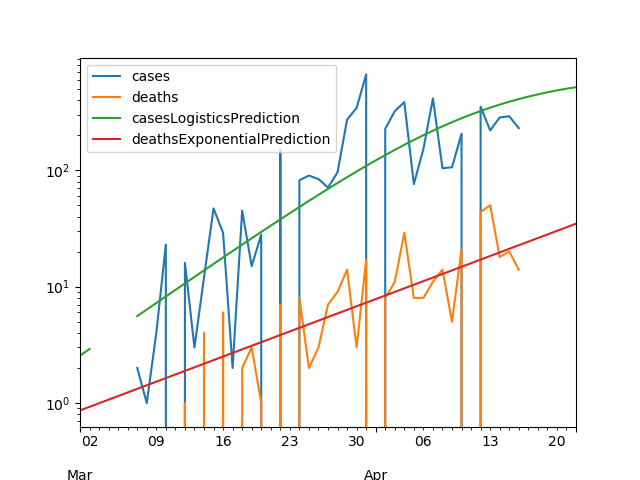 cases
deaths
casesLogisticsPrediction
deathsExponentialPrediction
10²
10¹
10⁰
02 09 16 23 30 06 13 20
Mar Apr